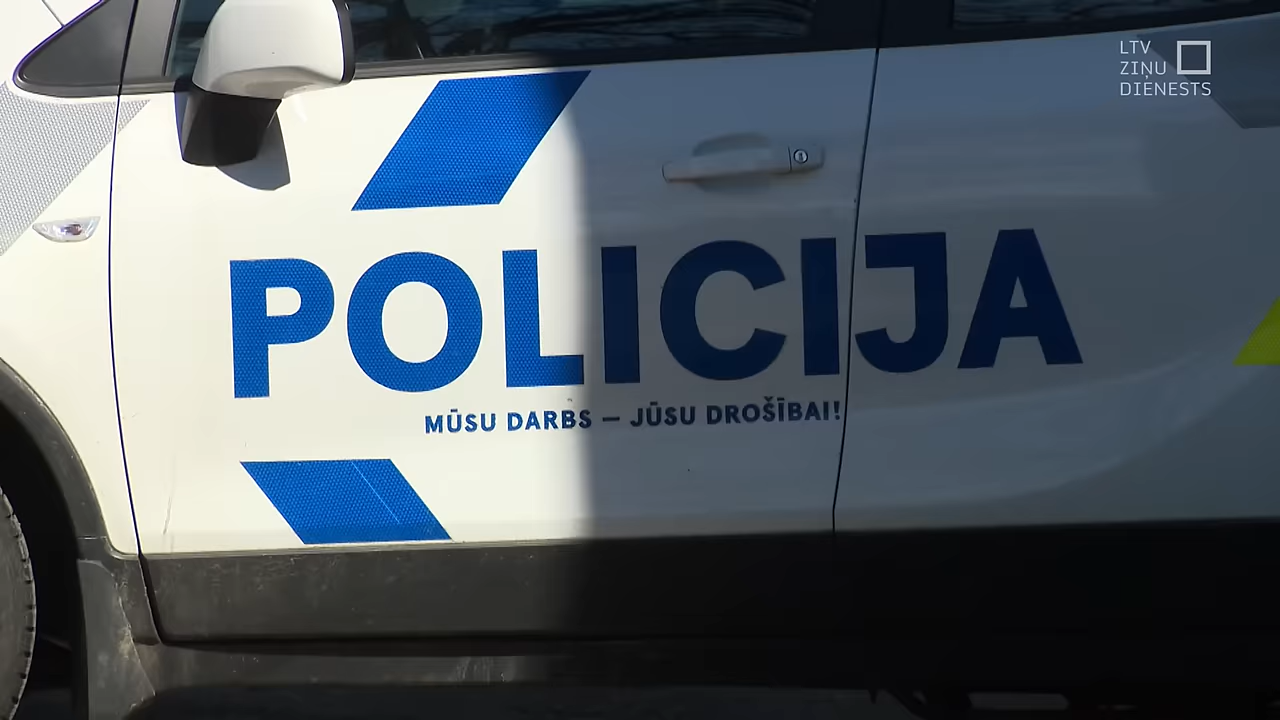 LTV
ZIŅU
DIENESTS
POLICIJA
MŪSU DARBS – JŪSU DROŠĪBAI!